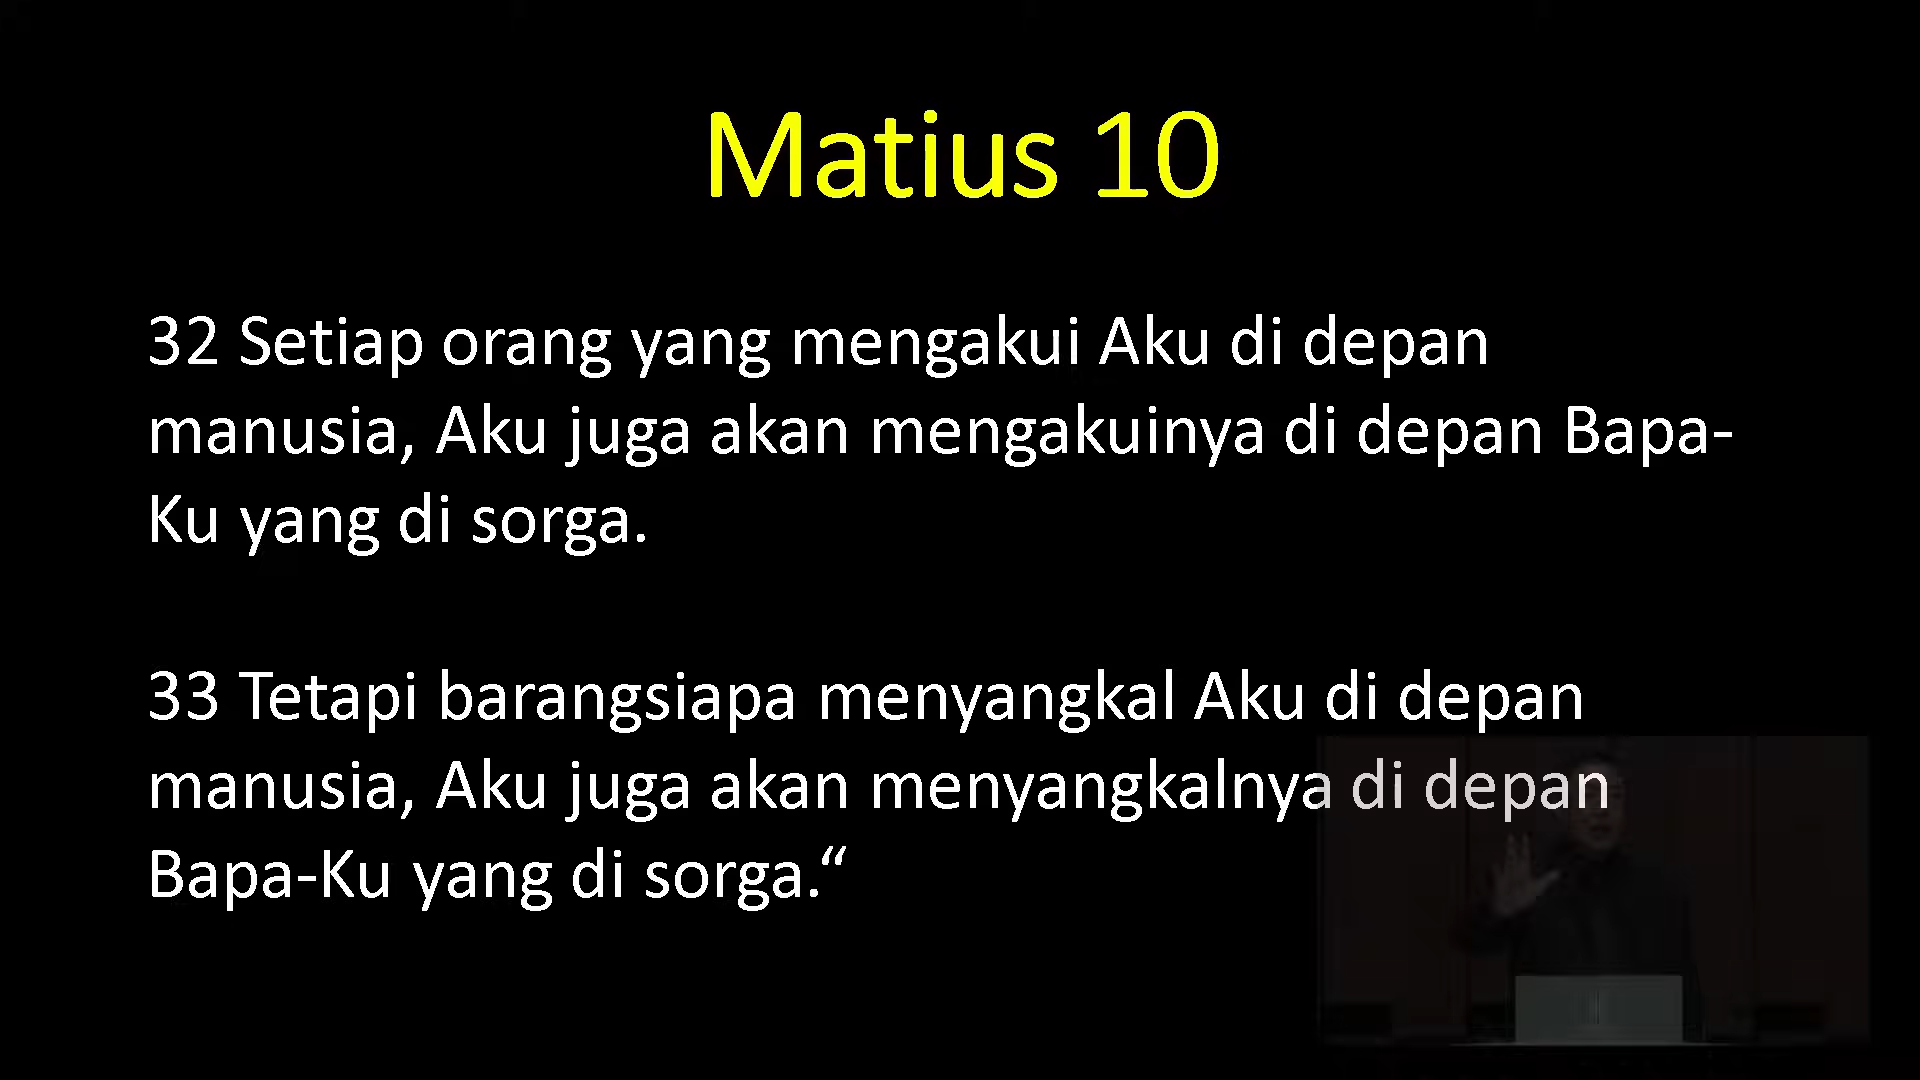 Matius 10
32 Setiap orang yang mengakui Aku di depan
manusia, Aku juga akan mengakuinya di depan Bapa-
Ku yang di sorga.
33 Tetapi barangsiapa menyangkal Aku di depan
manusia, Aku juga akan menyangkalnya di depan
Bapa-Ku yang di sorga.“